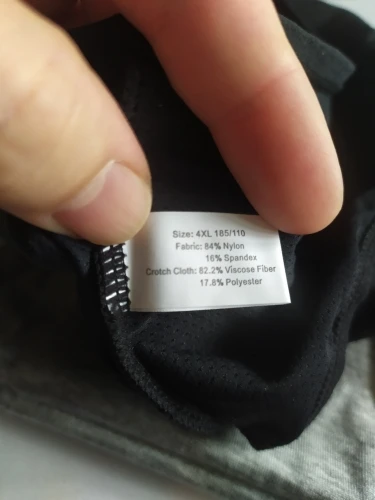 Size: 4XL 185/110
Fabric: 84% Nylon
16% Spandex
Crotch Cloth: 82.2% Viscose Fiber
17.8% Polyester